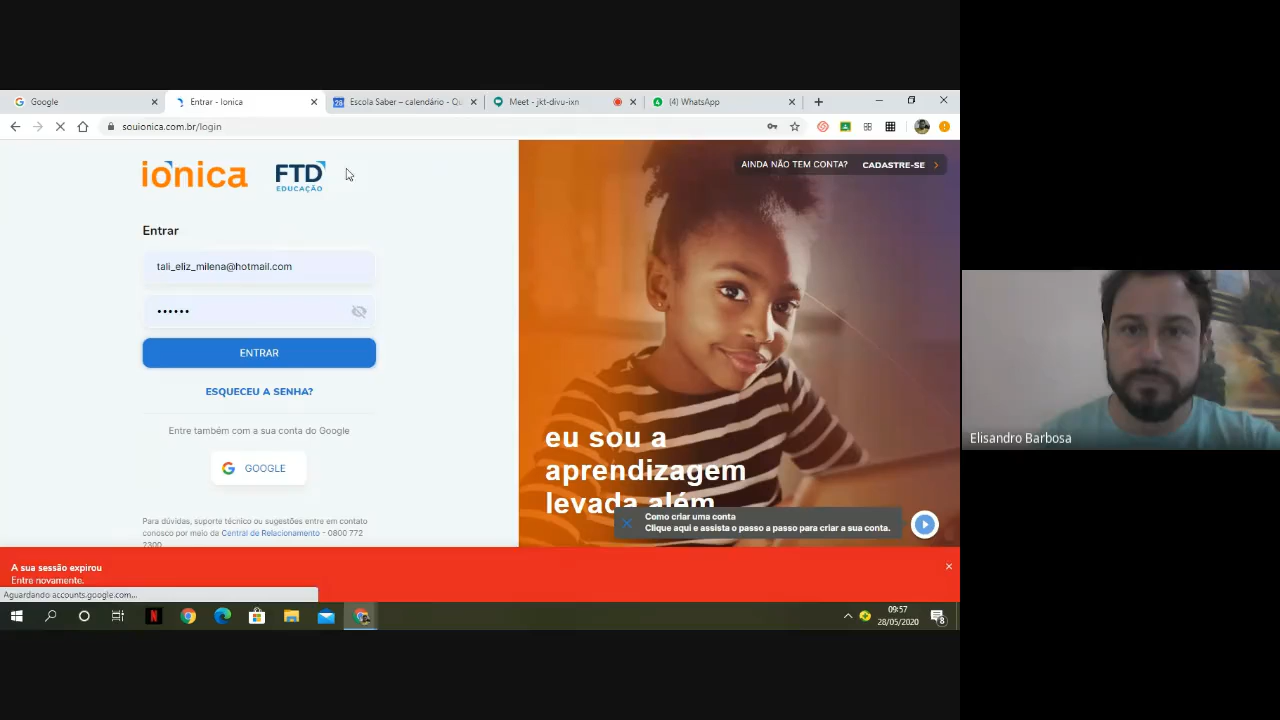 Google
Entrar - Ionica
Escola Saber – calendário - Qu
Meet - jkt-divu-ixn
(4) WhatsApp
souionica.com.br/login
iônica
FTD
EDUCAÇÃO
AINDA NÃO TEM CONTA? CADASTRE-SE
Entrar
tali_eliz_milena@hotmail.com
••••••
ENTRAR
ESQUECEU A SENHA?
Entre também com a sua conta do Google
GOOGLE
Para dúvidas, suporte técnico ou sugestões entre em contato
conosco por meio da Central de Relacionamento - 0800 772
2300
eu sou a
aprendizagem
levada além
Como criar uma conta
Clique aqui e assista o passo a passo para criar a sua conta.
A sua sessão expirou
Entre novamente.
Aguardando accounts.google.com...
09:57
28/05/2020
8
Elisandro Barbosa